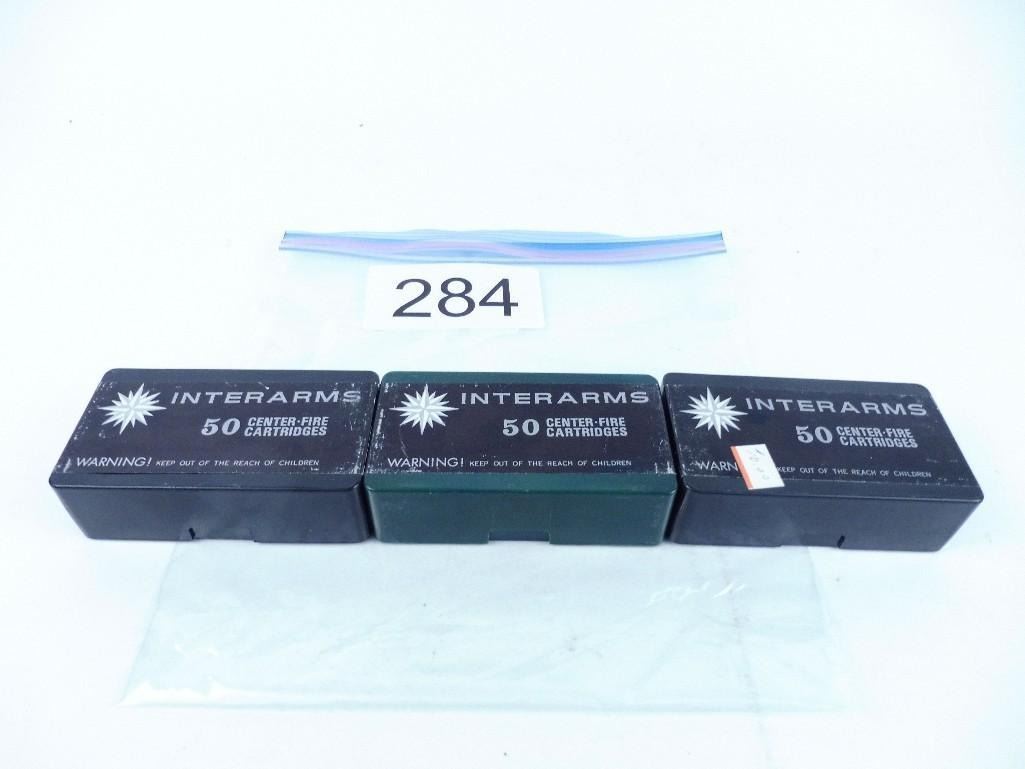 284
INTERARMS
50 CENTER-FIRE
CARTRIDGES
WARNING! KEEP OUT OF THE REACH OF CHILDREN
INTERARMS
50 CENTER-FIRE
CARTRIDGES
WARNING! KEEP OUT OF THE REACH OF CHILDREN
INTERARMS
50 CENTER-FIRE
CARTRIDGES
WARN KEEP OUT OF THE REACH OF CHILDREN